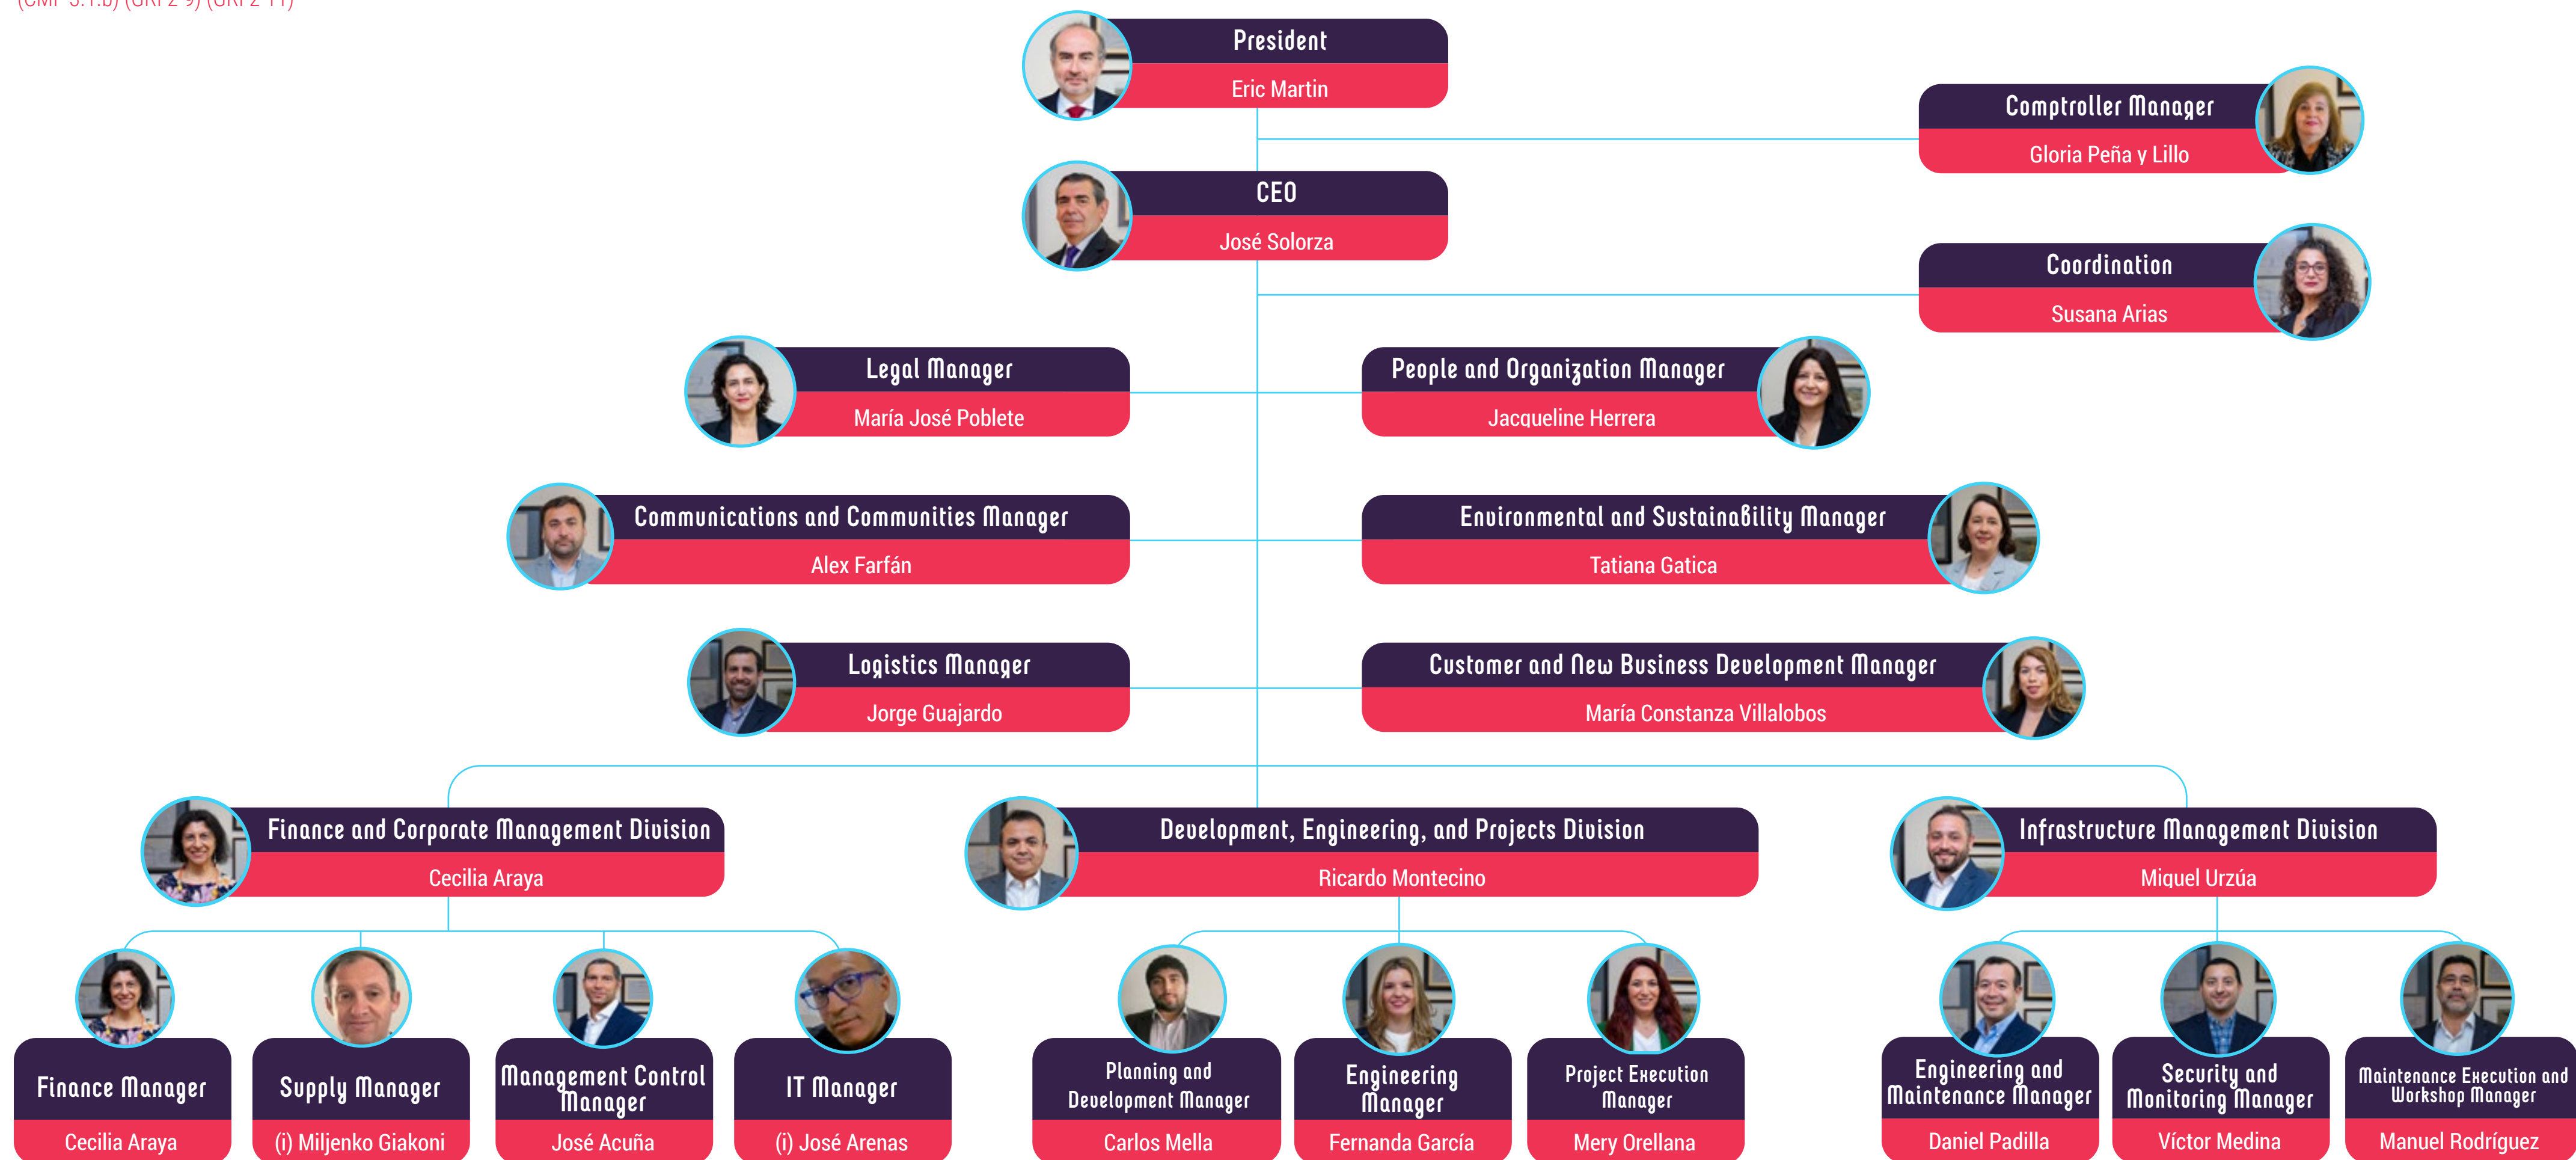 President
Eric Martin
Comptroller Manager
Gloria Peña y Lillo
CEO
José Solorza
Coordination
Susana Arias
Legal Manager
María José Poblete
People and Organization Manager
Jacqueline Herrera
Communications and Communities Manager
Alex Farfán
Environmental and Sustainability Manager
Tatiana Gatica
Logistics Manager
Jorge Guajardo
Customer and New Business Development Manager
María Constanza Villalobos
Finance and Corporate Management Division
Cecilia Araya
Development, Engineering, and Projects Division
Ricardo Montecino
Infrastructure Management Division
Miguel Urzúa
Finance Manager
Cecilia Araya
Supply Manager
(i) Miljenko Giakoni
Management Control
Manager
José Acuña
IT Manager
(i) José Arenas
Planning and
Development Manager
Carlos Mella
Engineering
Manager
Fernanda García
Project Execution
Manager
Mery Orellana
Engineering and
Maintenance Manager
Daniel Padilla
Security and
Monitoring Manager
Víctor Medina
Maintenance Execution and
Workshop Manager
Manuel Rodríguez